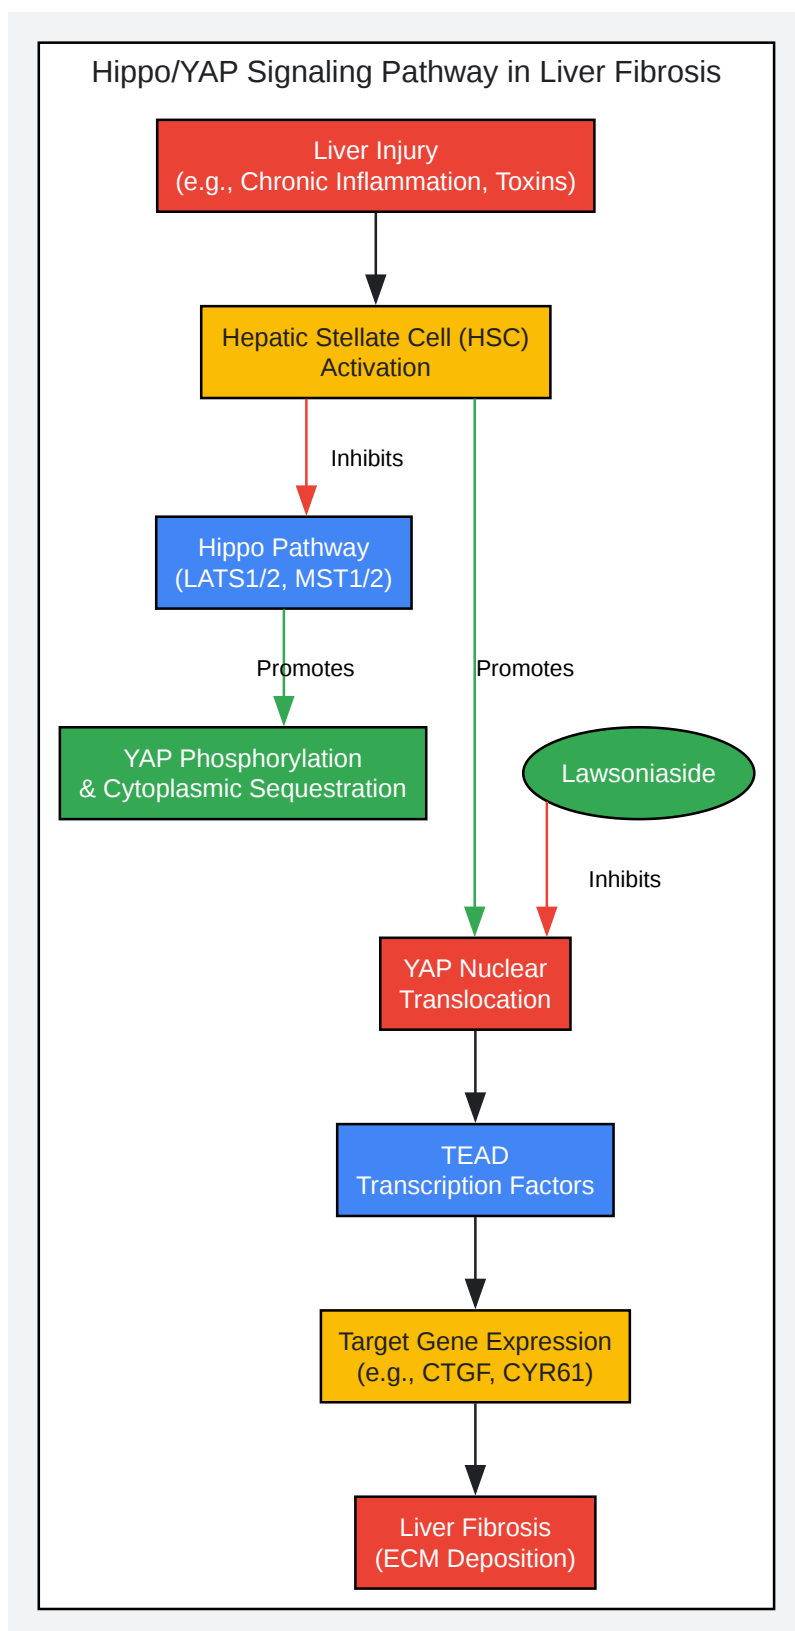 Hippo/YAP Signaling Pathway in Liver Fibrosis
Liver Injury
(e.g., Chronic Inflammation, Toxins)
Hepatic Stellate Cell (HSC)
Activation
Inhibits
Hippo Pathway
(LATS1/2, MST1/2)
Promotes
Promotes
YAP Phosphorylation
& Cytoplasmic Sequestration
Lawsoniaside
Inhibits
YAP Nuclear
Translocation
TEAD
Transcription Factors
Target Gene Expression
(e.g., CTGF, CYR61)
Liver Fibrosis
(ECM Deposition)